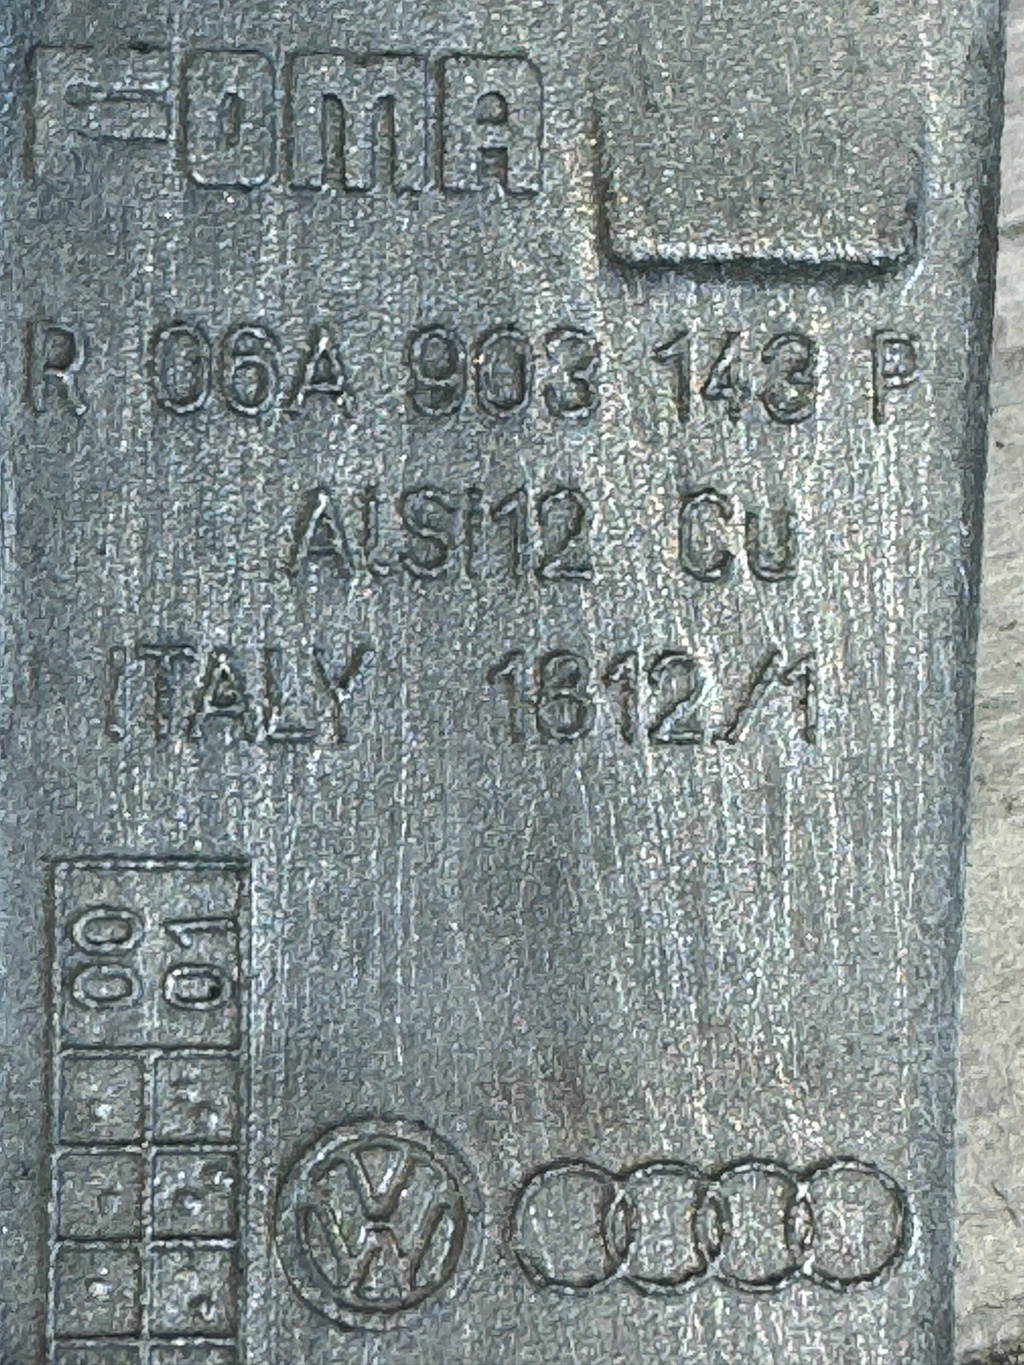 FOMA
R 06A 903 143 P
AlSi12 Cu
ITALY 1812/1
00
01